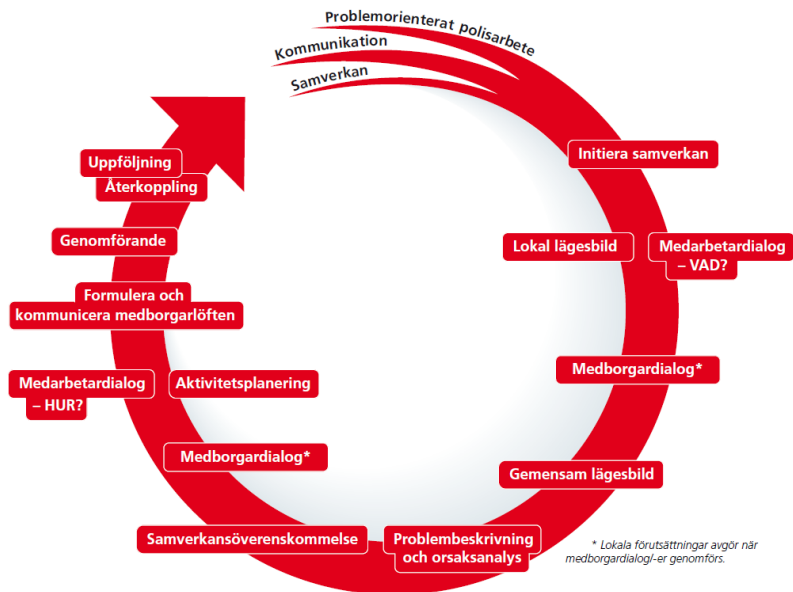 Problemorienterat polisarbete
Kommunikation
Samverkan
Initiera samverkan
Lokal lägesbild
Medarbetardialog
– VAD?
Medborgardialog*
Gemensam lägesbild
Problembeskrivning
och orsaksanalys
* Lokala förutsättningar avgör när
medborgardialog/-er genomförs.
Samverkansöverenskommelse
Medborgardialog*
Aktivitetsplanering
Medarbetardialog
– HUR?
Formulera och
kommunicera medborgarlöften
Genomförande
Återkoppling
Uppföljning